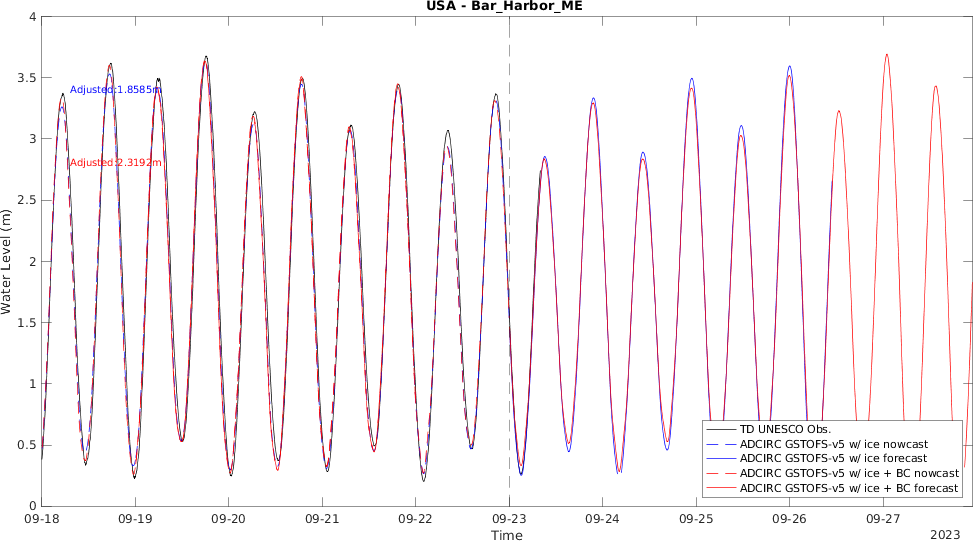 USA - Bar_Harbor_ME
4
3.5
3
2.5
2
1.5
1
0.5
0
Water Level (m)
Adjusted:1.8585m
Adjusted:2.3192m
TD UNESCO Obs.
ADCIRC GSTOFS-v5 w/ ice nowcast
ADCIRC GSTOFS-v5 w/ ice forecast
ADCIRC GSTOFS-v5 w/ ice + BC nowcast
ADCIRC GSTOFS-v5 w/ ice + BC forecast
09-18 09-19 09-20 09-21 09-22 09-23 09-24 09-25 09-26 09-27
Time
2023